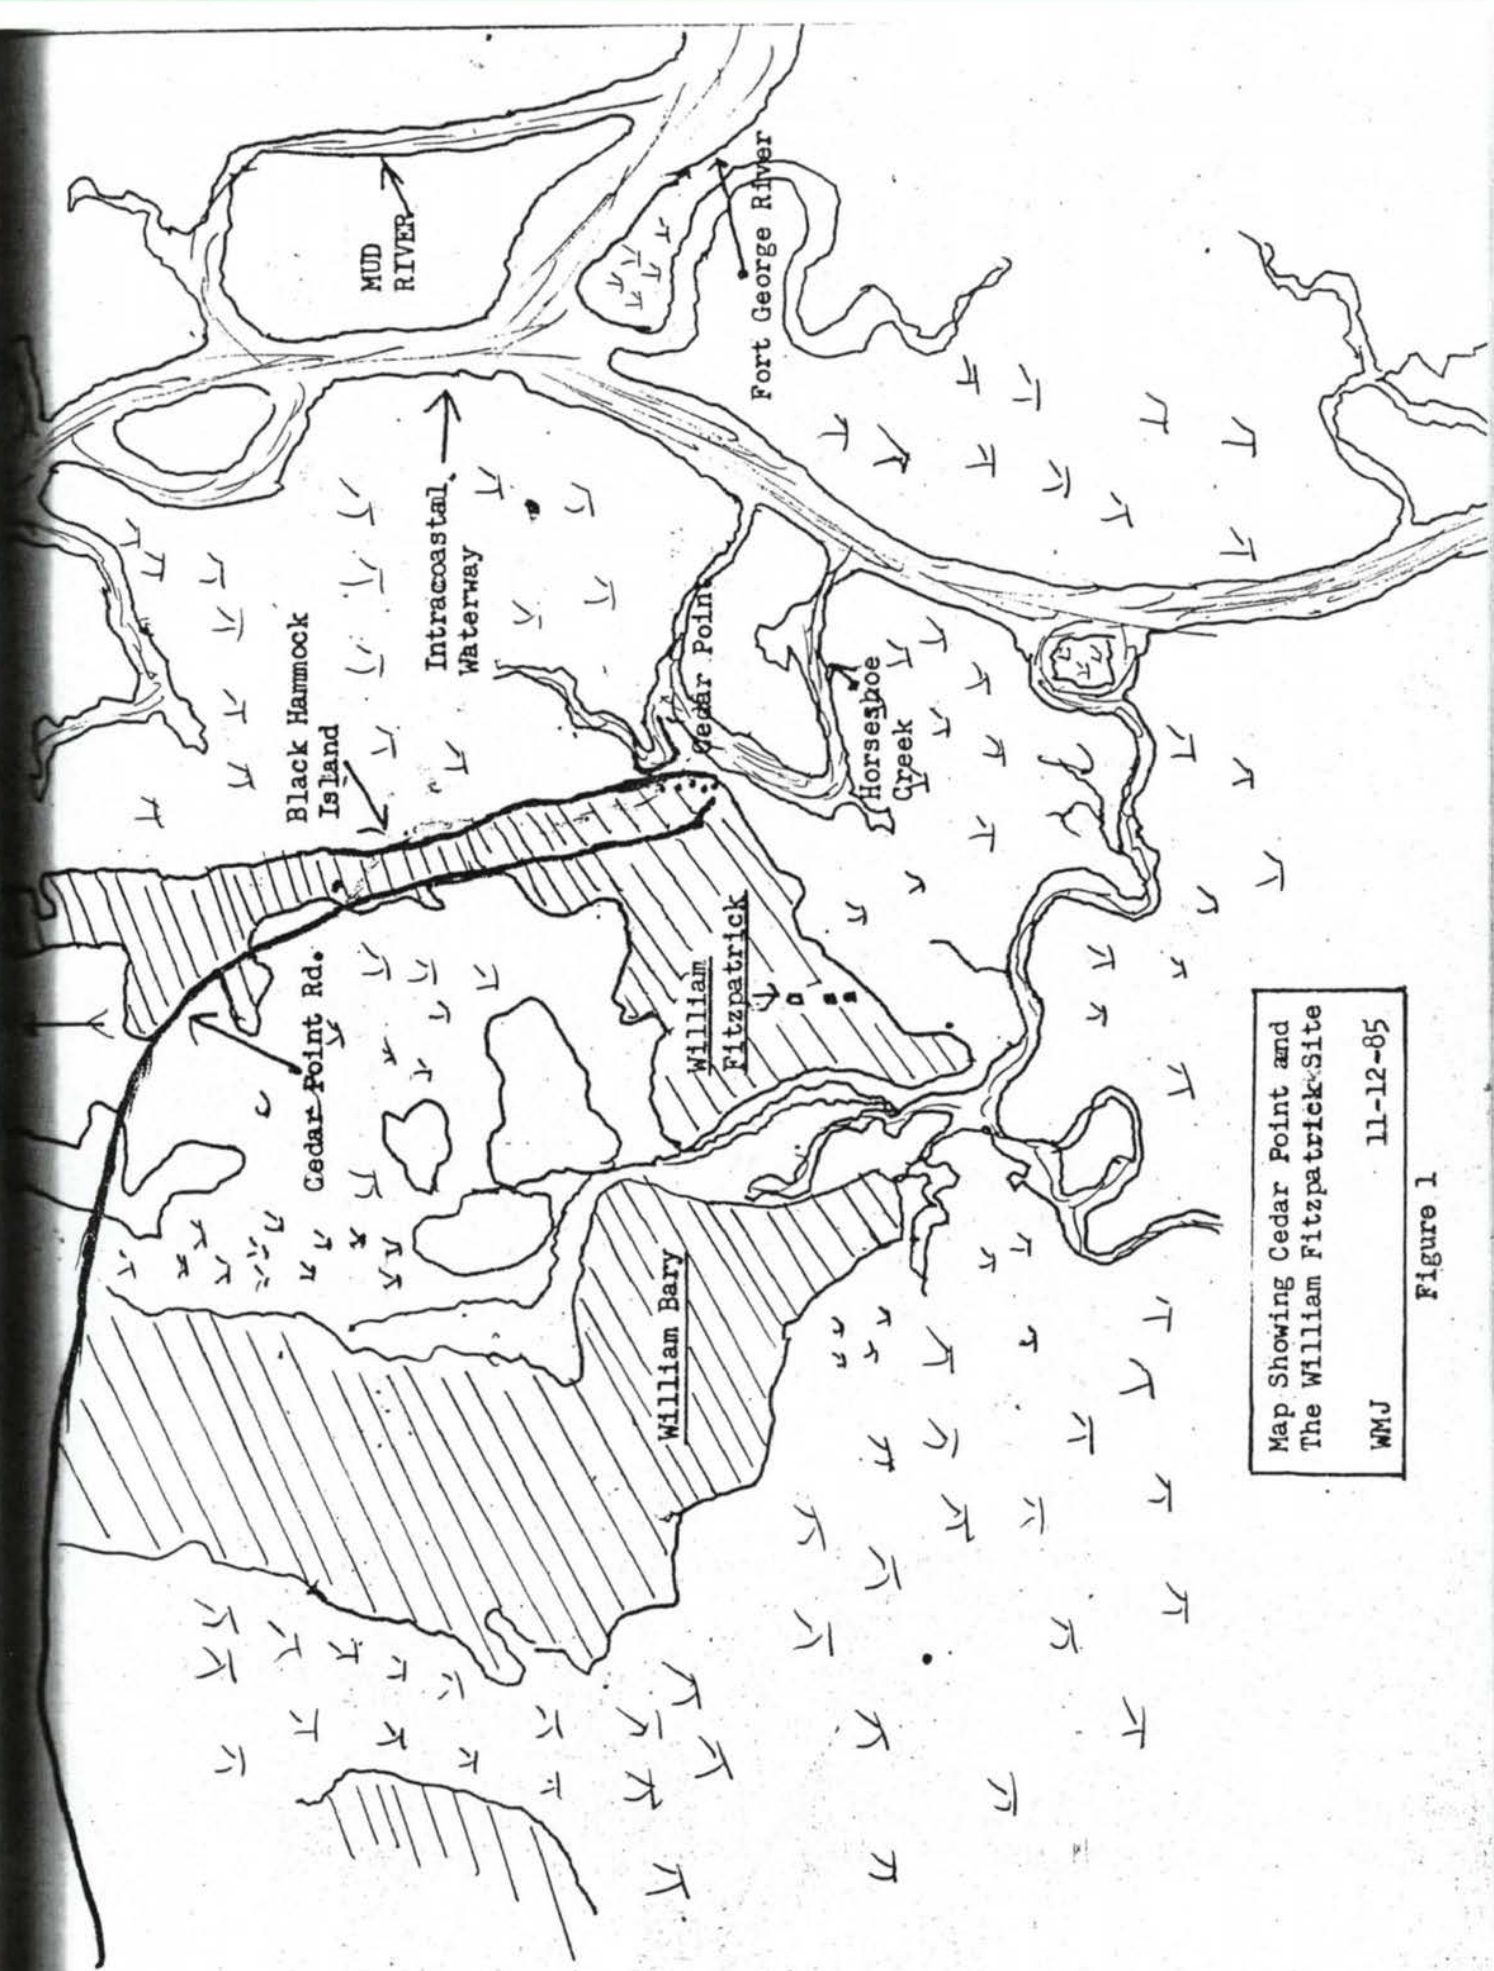 MUD
RIVER
Fort George River
Intracoastal
Waterway
Black Hammock
Island
Cedar Point
Horseshoe
Creek
Cedar Point Rd.
William
Fitzpatrick
William Bary
Map Showing Cedar Point and
The William Fitzpatrick Site
WMJ 11-12-85
Figure 1